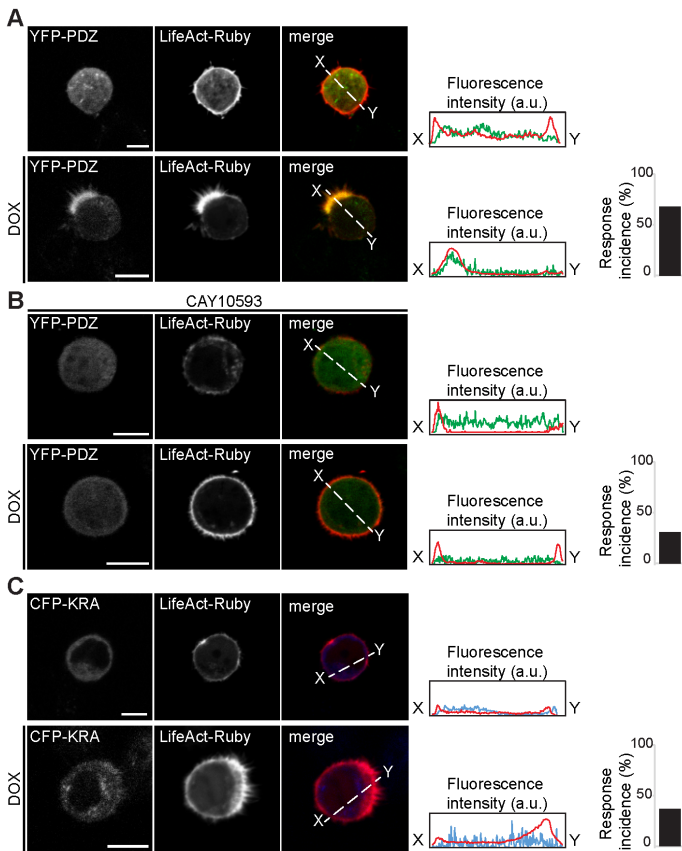 A
YFP-PDZ LifeAct-Ruby merge
X
Y
Fluorescence
intensity (a.u.)
X Y
DOX
YFP-PDZ LifeAct-Ruby merge
X
Y
Fluorescence
intensity (a.u.)
X Y
Response
incidence (%)
100
50
0
B
CAY10593
YFP-PDZ LifeAct-Ruby merge
X
Y
Fluorescence
intensity (a.u.)
X Y
DOX
YFP-PDZ LifeAct-Ruby merge
X
Y
Fluorescence
intensity (a.u.)
X Y
Response
incidence (%)
100
50
0
C
CFP-KRA LifeAct-Ruby merge
X
Y
Fluorescence
intensity (a.u.)
X Y
DOX
CFP-KRA LifeAct-Ruby merge
X
Y
Fluorescence
intensity (a.u.)
X Y
Response
incidence (%)
100
50
0